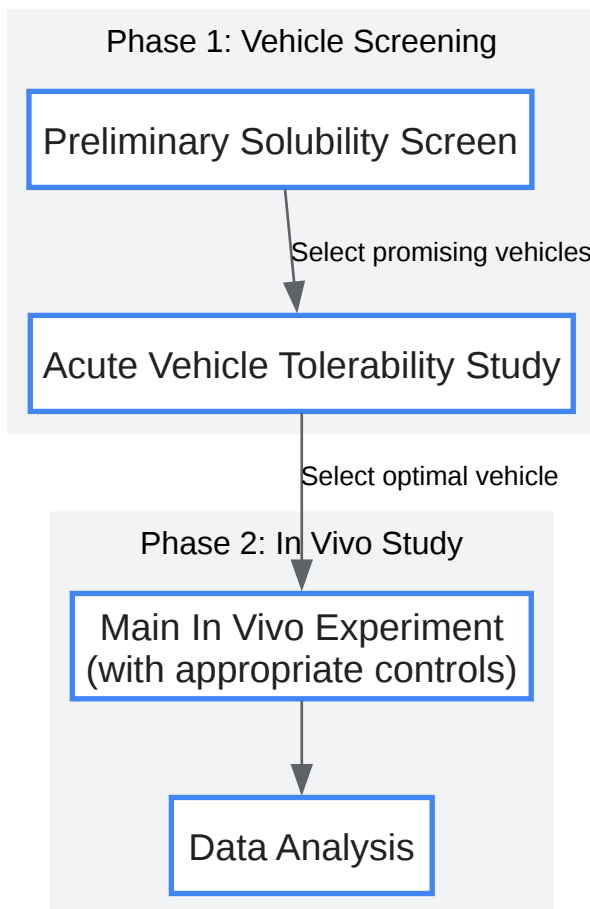 Phase 1: Vehicle Screening
Preliminary Solubility Screen
Select promising vehicles
Acute Vehicle Tolerability Study
Select optimal vehicle
Phase 2: In Vivo Study
Main In Vivo Experiment
(with appropriate controls)
Data Analysis